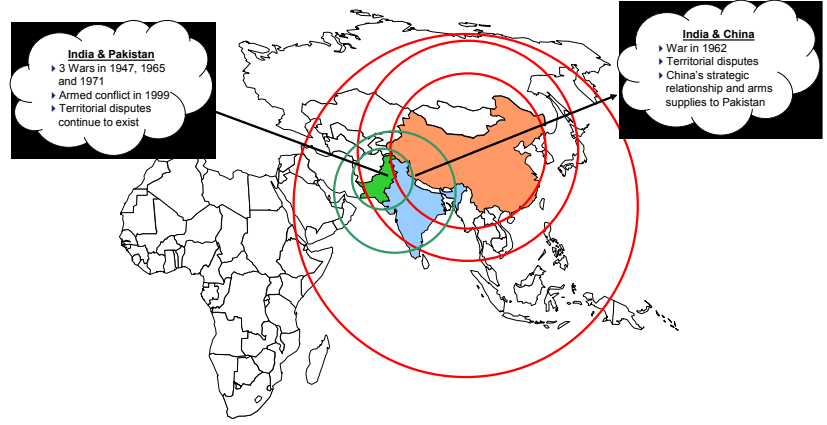 India & Pakistan
3 Wars in 1947, 1965
and 1971
Armed conflict in 1999
Territorial disputes
continue to exist
India & China
War in 1962
Territorial disputes
China's strategic
relationship and arms
supplies to Pakistan